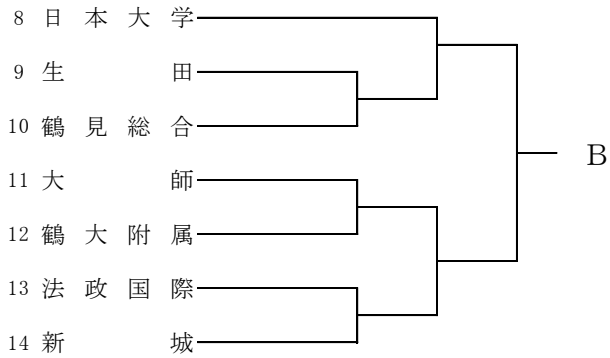 8 日本大学
9 生田
10 鶴見総合
11 大師
12 鶴大附属
13 法政国際
14 新城
B